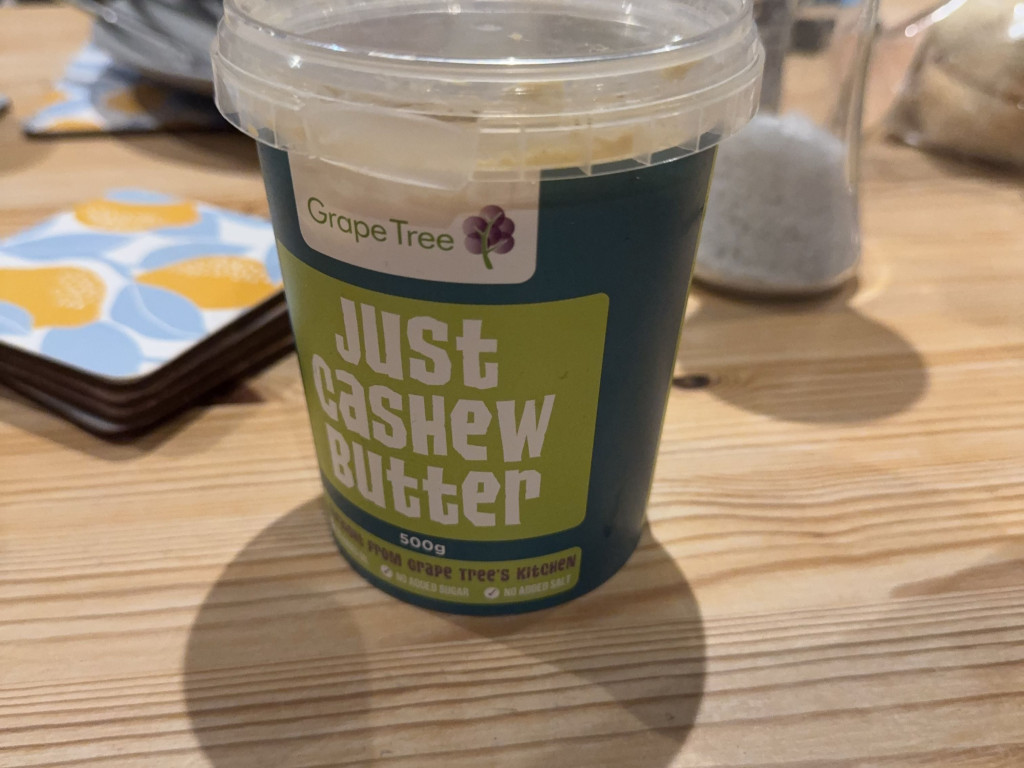 Grape Tree
Just
Cashew
Butter
500g
FROM Grape Tree's Kitchen
NO ADDED SUGAR NO ADDED SALT